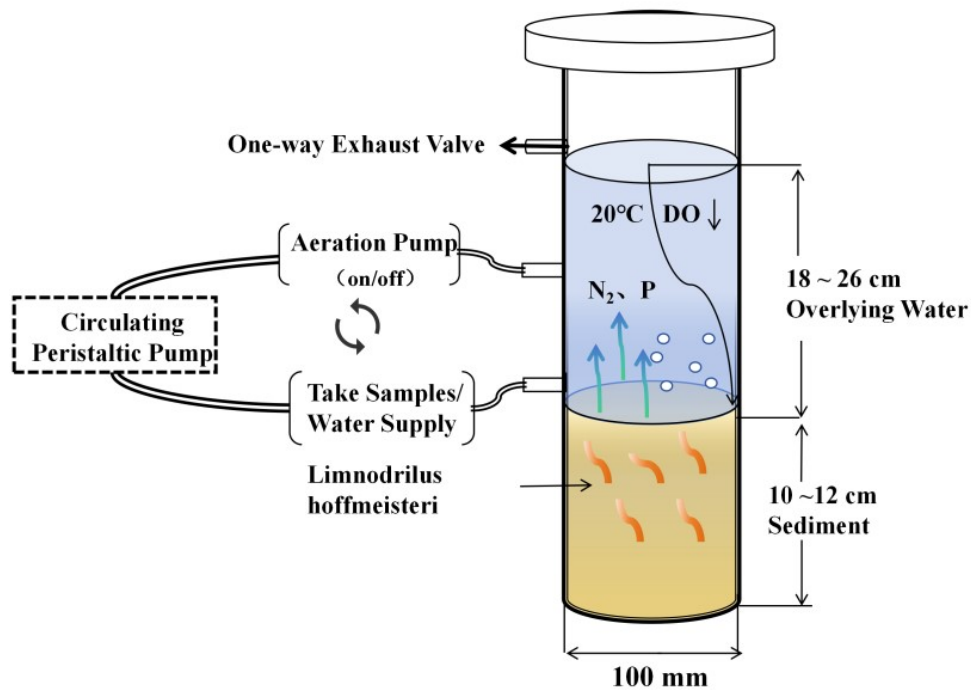 One-way Exhaust Valve
20°C DO↓
Aeration Pump
（on/off）
N₂、P
18 ~ 26 cm
Overlying Water
Circulating
Peristaltic Pump
Take Samples/
Water Supply
Limnodrilus
hoffmeisteri
10 ~12 cm
Sediment
100 mm